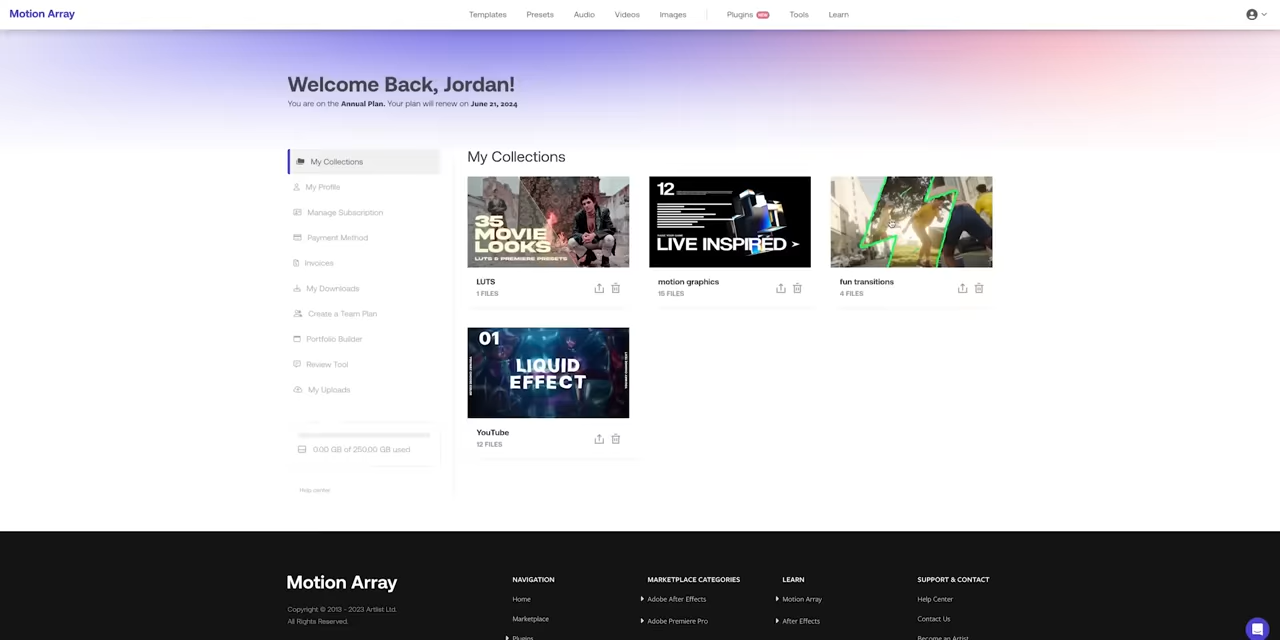 Motion Array
Templates Presets Audio Videos Images Plugins NEW Tools Learn
Welcome Back, Jordan!
You are on the Annual Plan. Your plan will renew on June 21, 2024
My Collections
My Profile
Manage Subscription
Payment Method
Invoices
My Downloads
Create a Team Plan
Portfolio Builder
Review Tool
My Uploads
0.00 GB of 250.00 GB used
Help center
My Collections
35
MOVIE
LOOKS
LUTS & PREMIERE PRESETS
LUTS
1 FILES
12
LIVE INSPIRED
motion graphics
15 FILES
fun transitions
4 FILES
01
LIQUID
EFFECT
YouTube
12 FILES
Motion Array
Copyright © 2013 - 2023 Artlist Ltd.
All Rights Reserved.
NAVIGATION
Home
Marketplace
Plugins
MARKETPLACE CATEGORIES
Adobe After Effects
Adobe Premiere Pro
LEARN
Motion Array
After Effects
SUPPORT & CONTACT
Help Center
Contact Us
Become an Artist